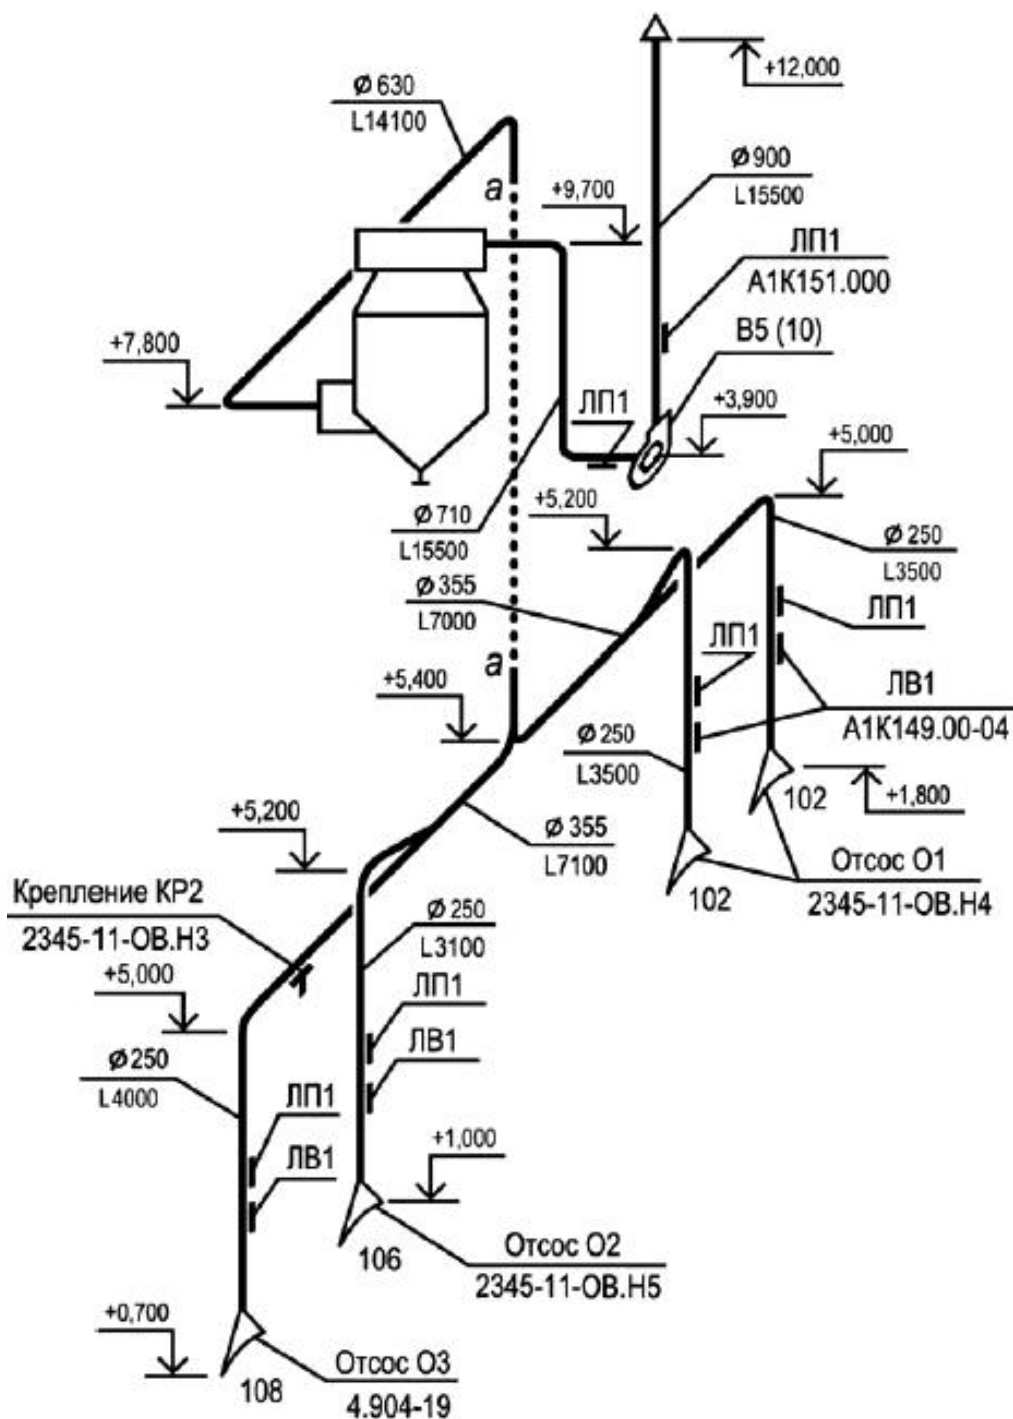 +12,000
Ø 630
L14100
Ø 900
L15500
а
+9,700
ЛП1
А1К151.000
В5 (10)
+7,800
ЛП1
+3,900
+5,000
Ø 710
L15500
+5,200
Ø 250
L3500
Ø 355
L7000
ЛП1
ЛП1
а
+5,400
ЛВ1
А1К149.00-04
Ø 250
L3500
102
+1,800
+5,200
Ø 355
L7100
Отсос О1
2345-11-ОВ.Н4
102
Крепление КР2
2345-11-ОВ.Н3
Ø 250
L3100
+5,000
ЛП1
ЛВ1
Ø 250
L4000
ЛП1
ЛВ1
+1,000
106
Отсос О2
2345-11-ОВ.Н5
+0,700
108
Отсос О3
4.904-19